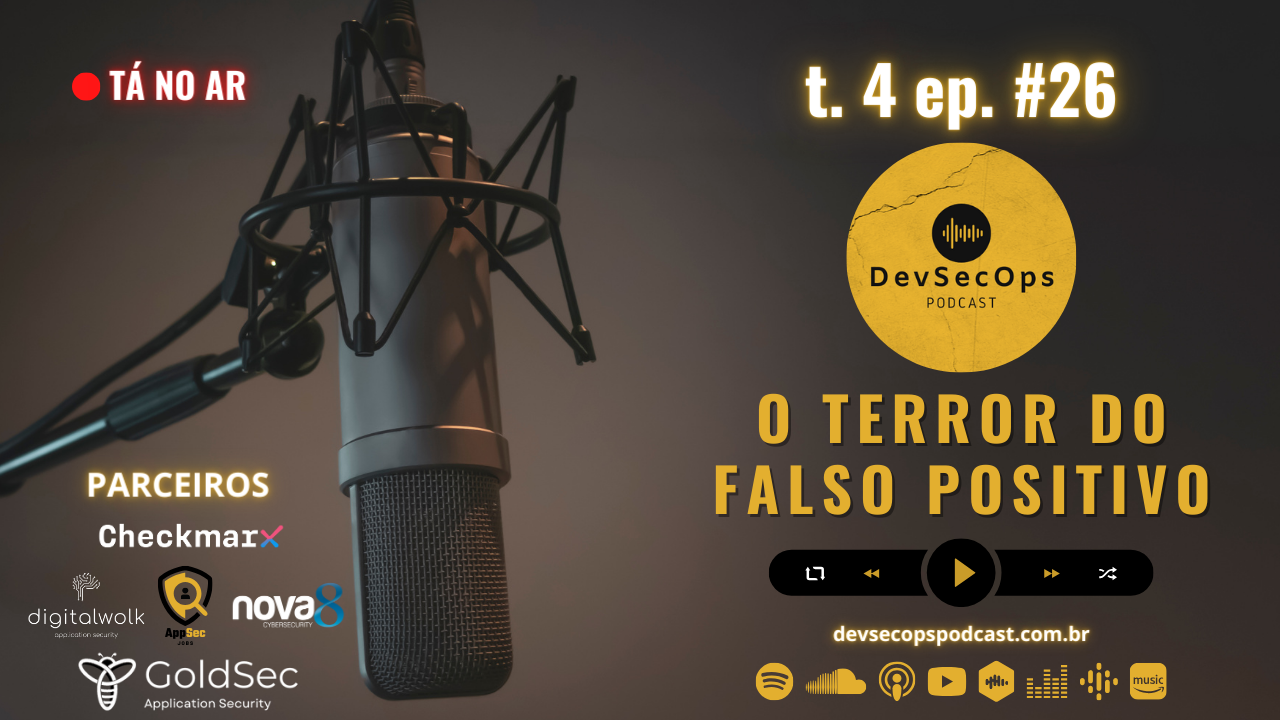 TÁ NO AR
t. 4 ep. #26
DevSecOps
PODCAST
O TERROR DO
FALSO POSITIVO
PARCEIROS
Checkmarx
digitalwolk
application security
AppSec
JOBS
nova8
CYBERSECURITY
GoldSec
Application Security
devsecopspodcast.com.br
music